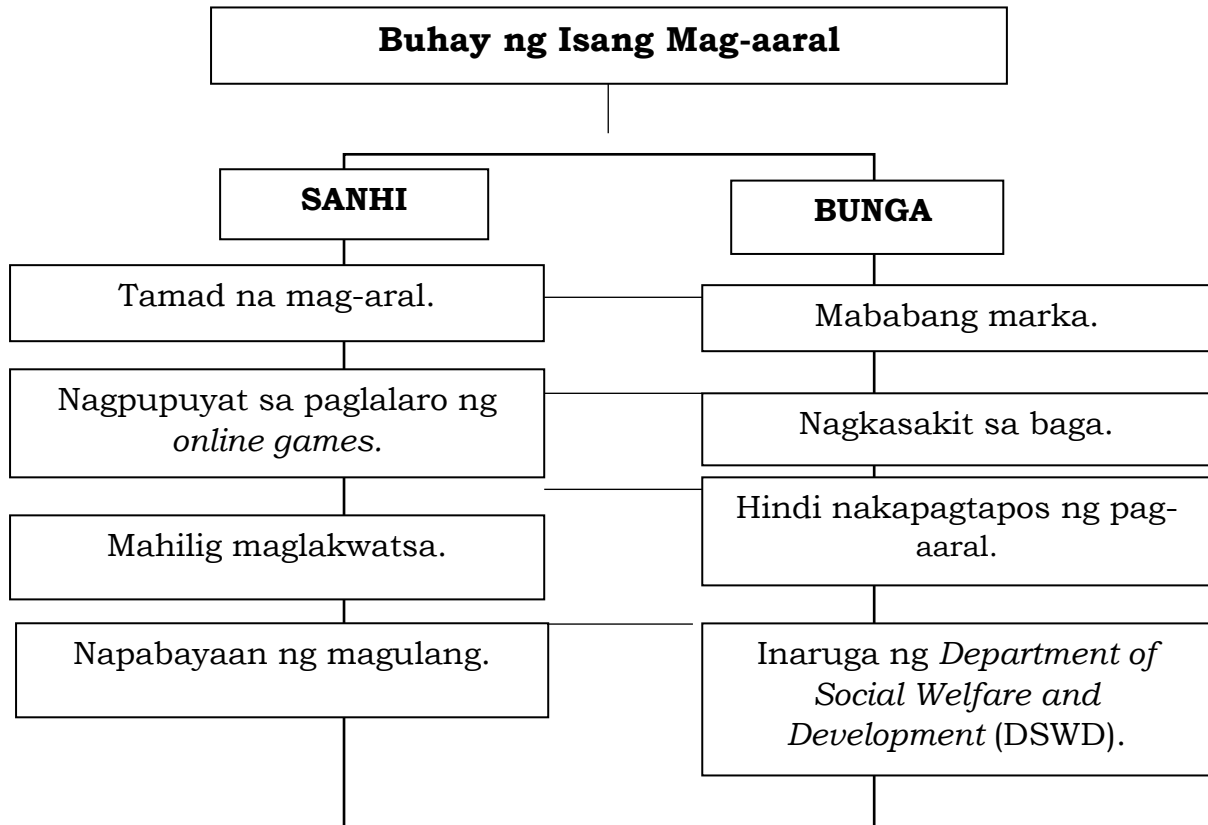 Buhay ng Isang Mag-aaral
SANHI
BUNGA
Tamad na mag-aral.
Mababang marka.
Nagpupuyat sa paglalaro ng
online games.
Nagkasakit sa baga.
Mahilig maglakwatsa.
Hindi nakapagtapos ng pag-
aaral.
Napabayaan ng magulang.
Inaruga ng Department of
Social Welfare and
Development (DSWD).